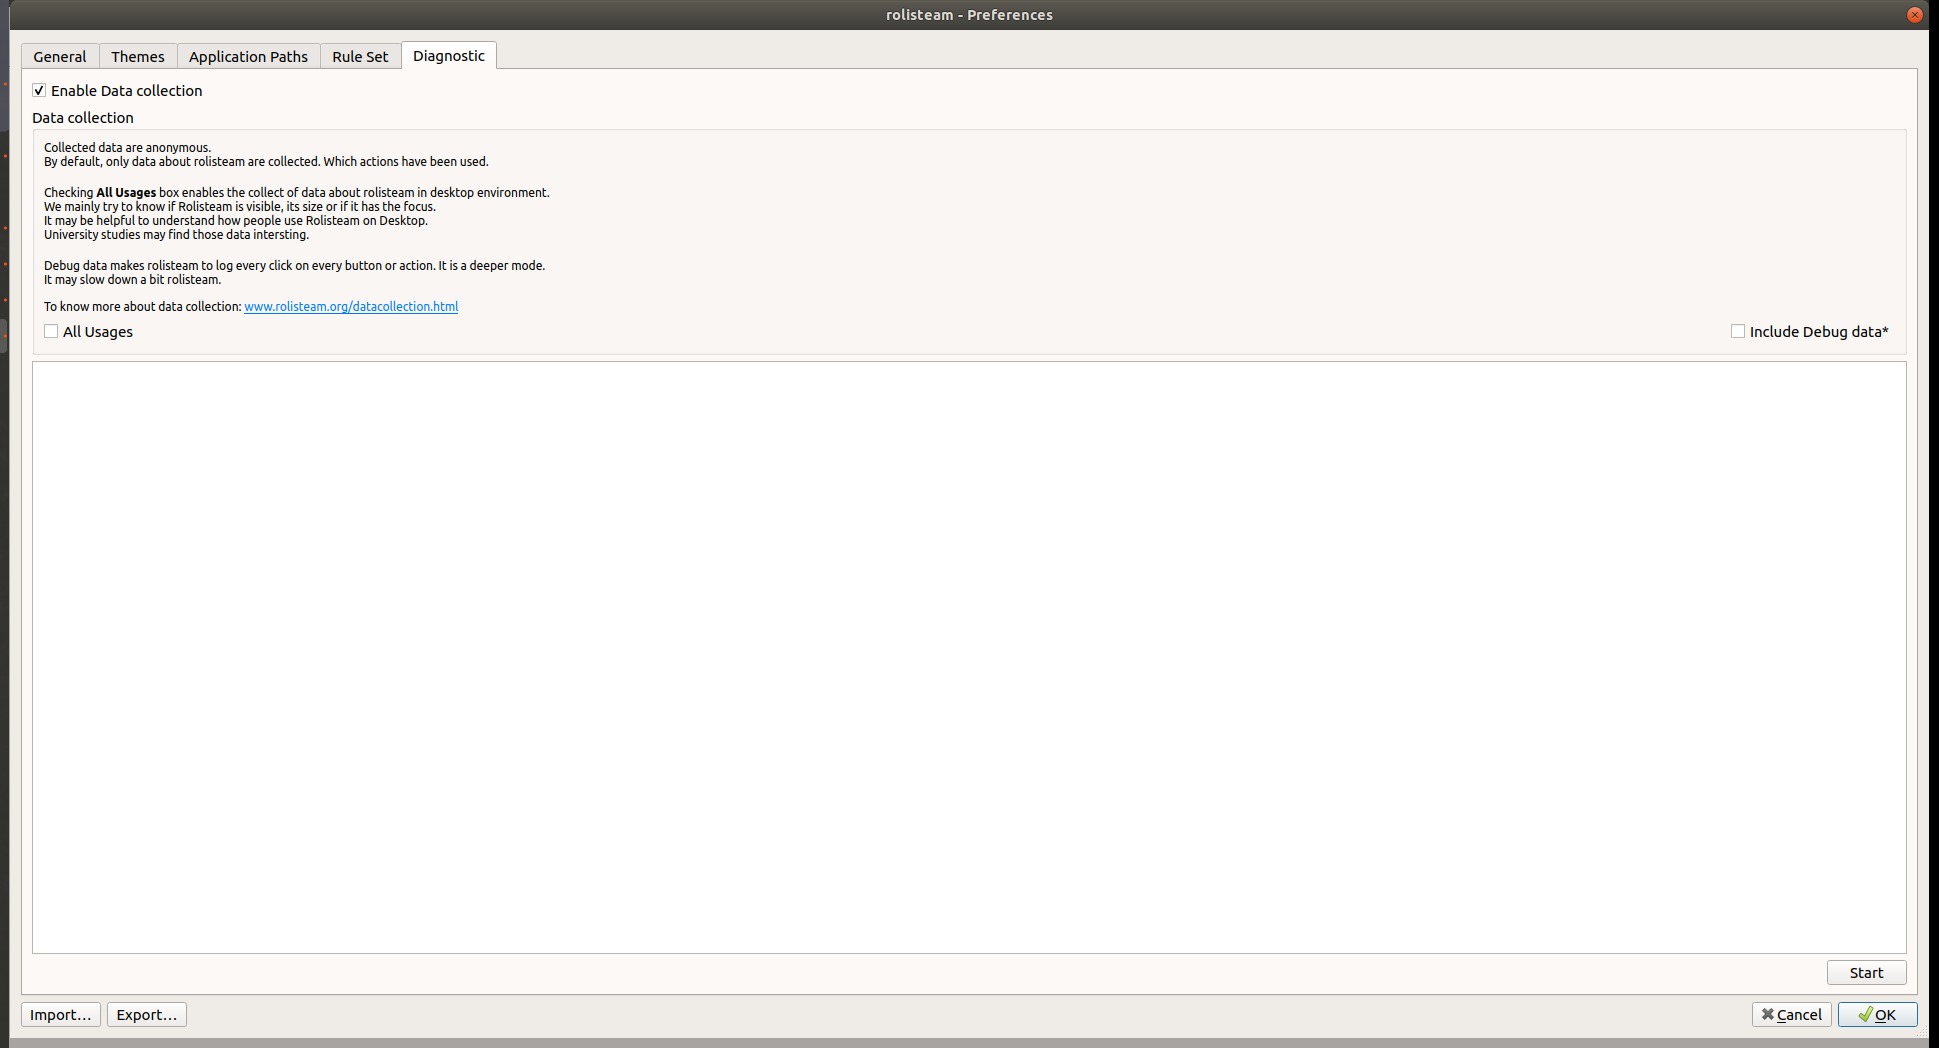 rolisteam - Preferences
General Themes Application Paths Rule Set Diagnostic
Enable Data collection
Data collection
Collected data are anonymous.
By default, only data about rolisteam are collected. Which actions have been used.
Checking All Usages box enables the collect of data about rolisteam in desktop environment.
We mainly try to know if Rolisteam is visible, its size or if it has the focus.
It may be helpful to understand how people use Rolisteam on Desktop.
University studies may find those data intersting.
Debug data makes rolisteam to log every click on every button or action. It is a deeper mode.
It may slow down a bit rolisteam.
To know more about data collection: www.rolisteam.org/datacollection.html
All Usages Include Debug data*
Start
Import... Export... Cancel OK